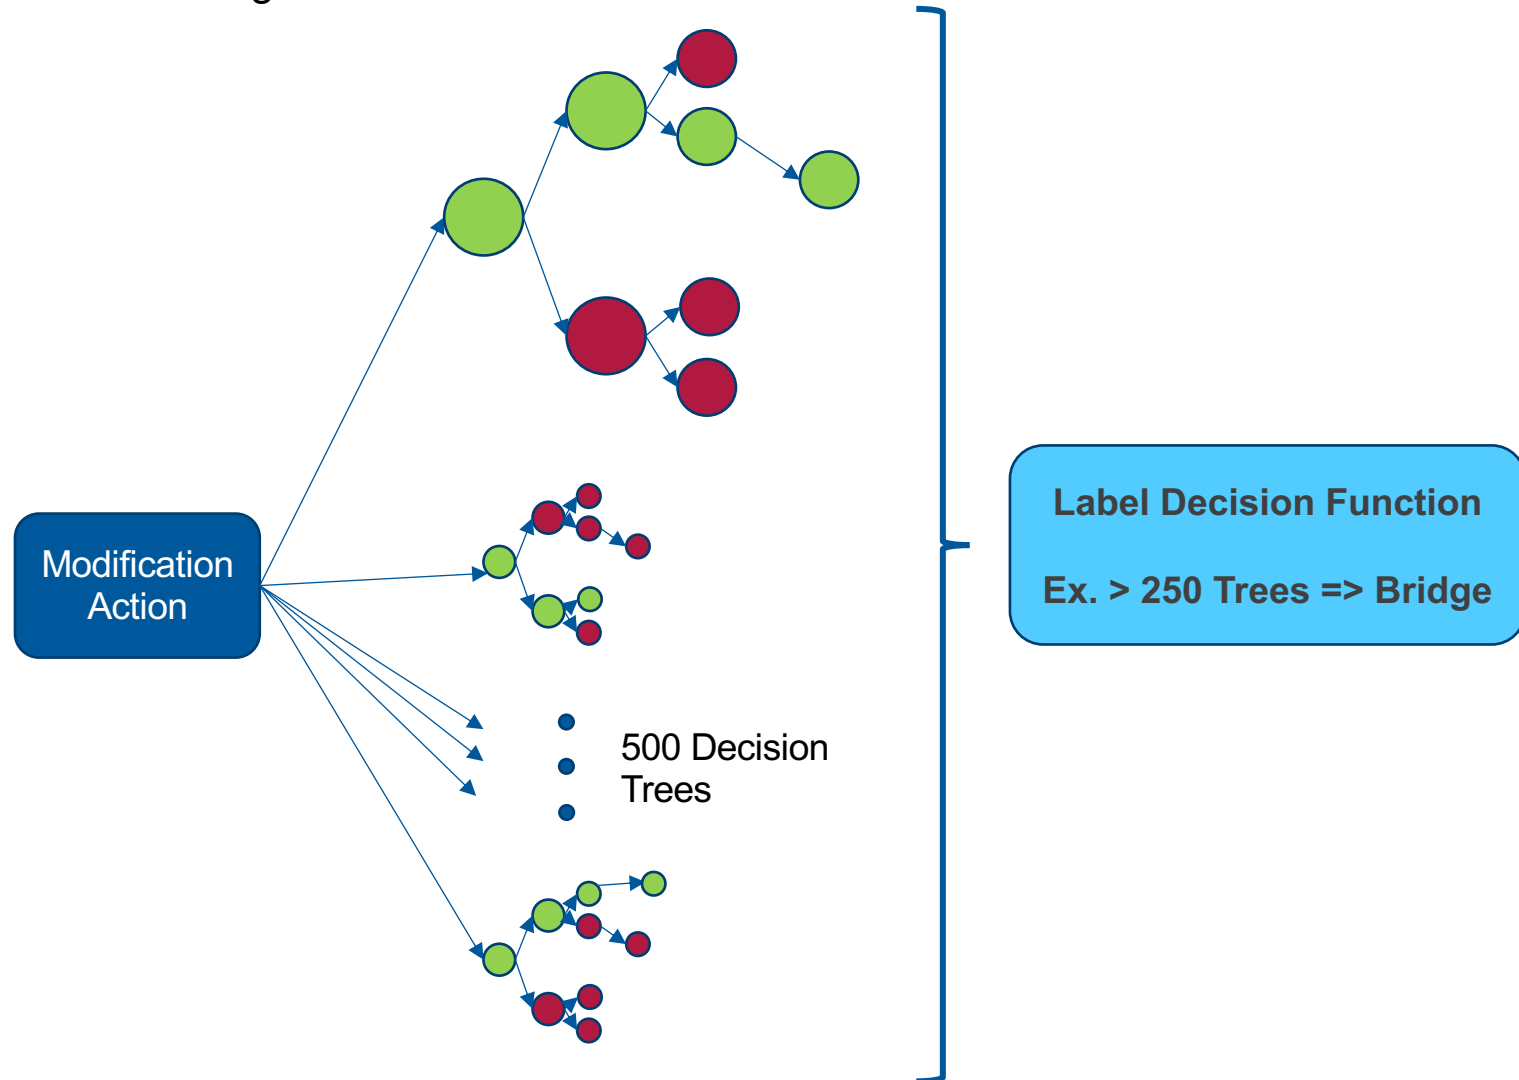 Modification
Action
500 Decision
Trees
Label Decision Function
Ex. > 250 Trees => Bridge